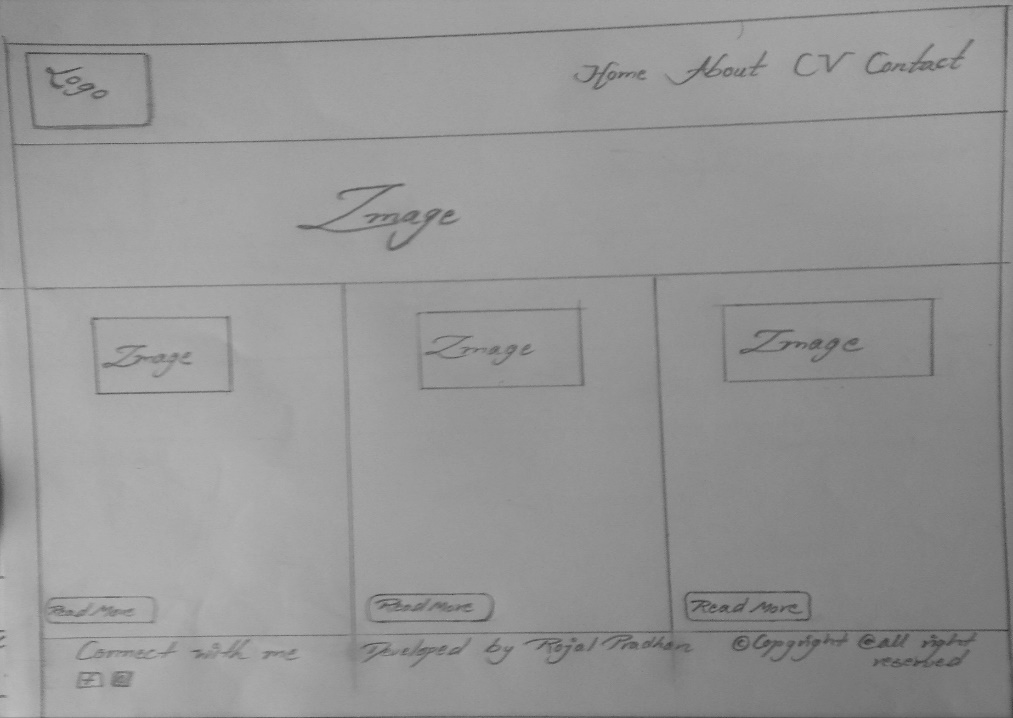 Logo
Home About CV Contact
Image
Image Image Image
Read More Read More Read More
Connect with me Developed by Rojal Pradhan ©Copyright @all right
reserved